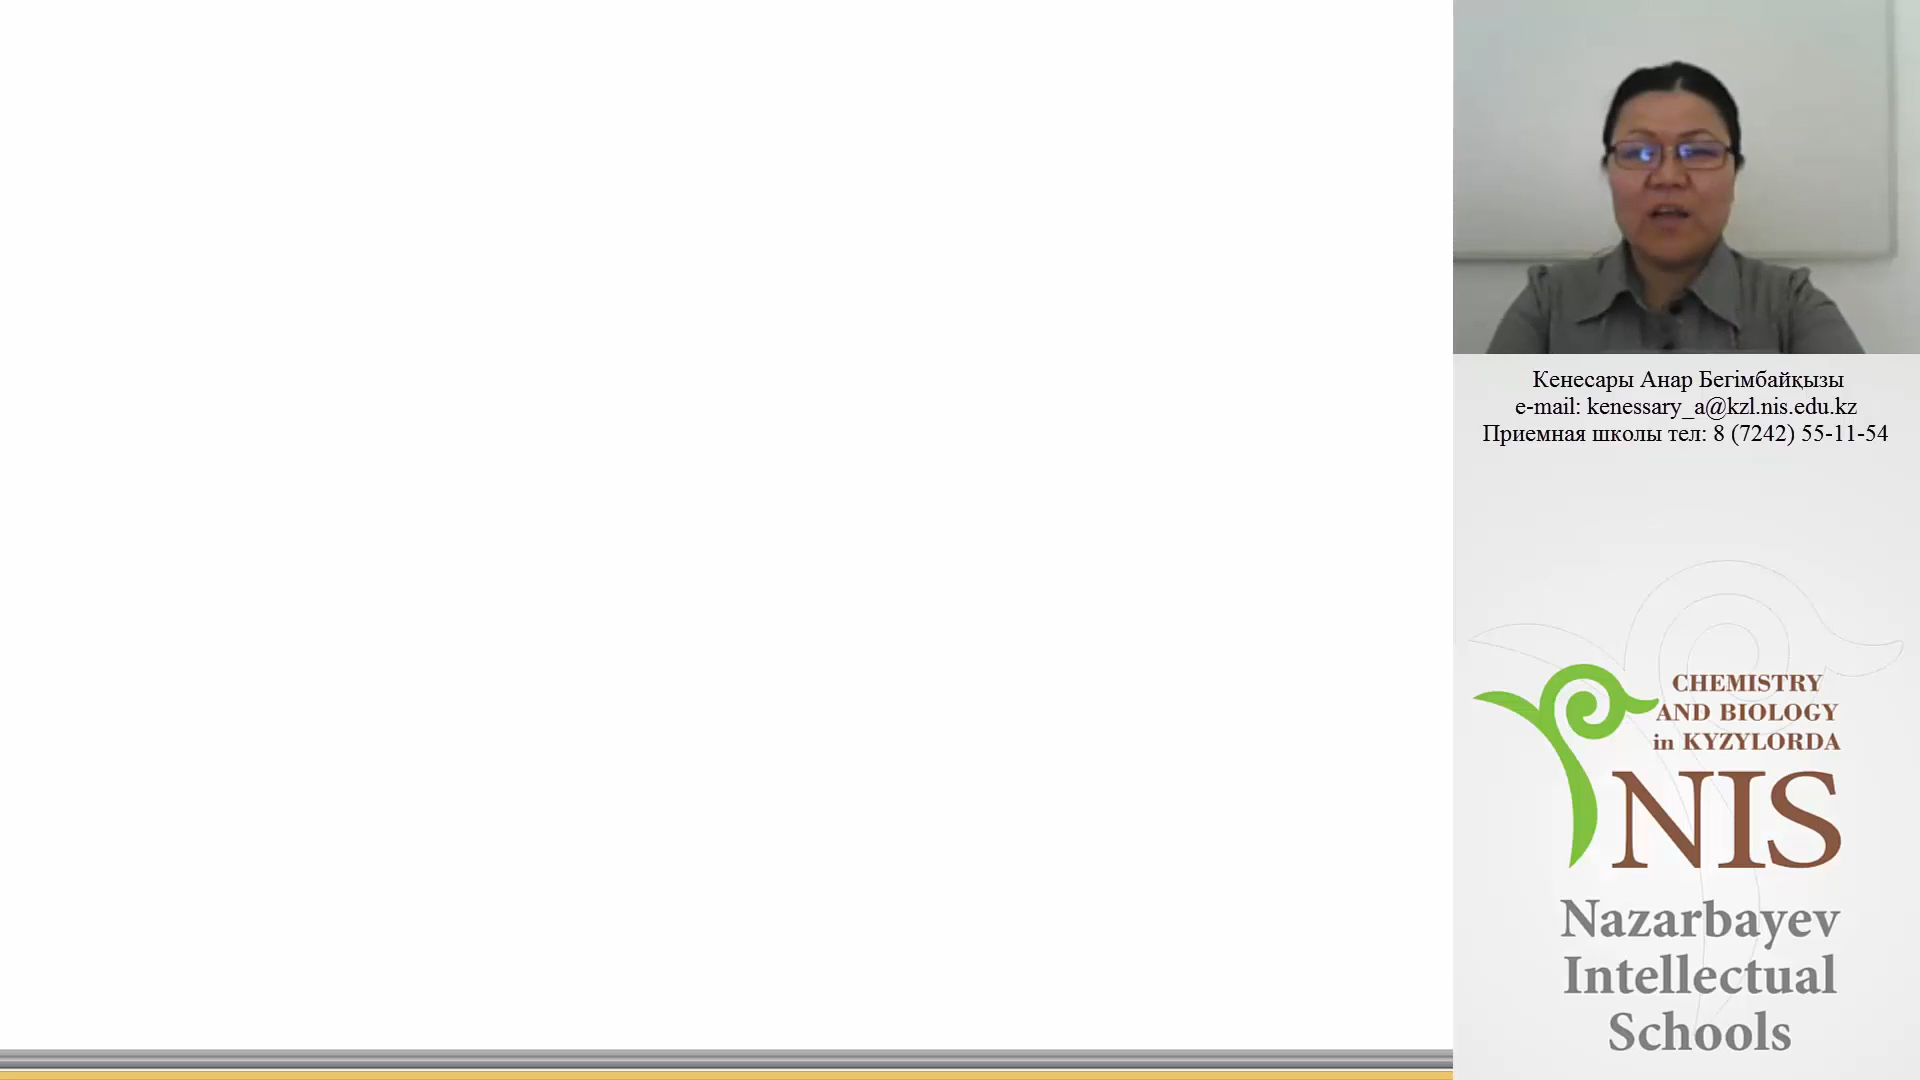 Кенесары Анар Бегімбайқызы
e-mail: kenessary_a@kzl.nis.edu.kz
Приемная школы тел: 8 (7242) 55-11-54
CHEMISTRY
AND BIOLOGY
in KYZYLORDA
NIS
Nazarbayev
Intellectual
Schools